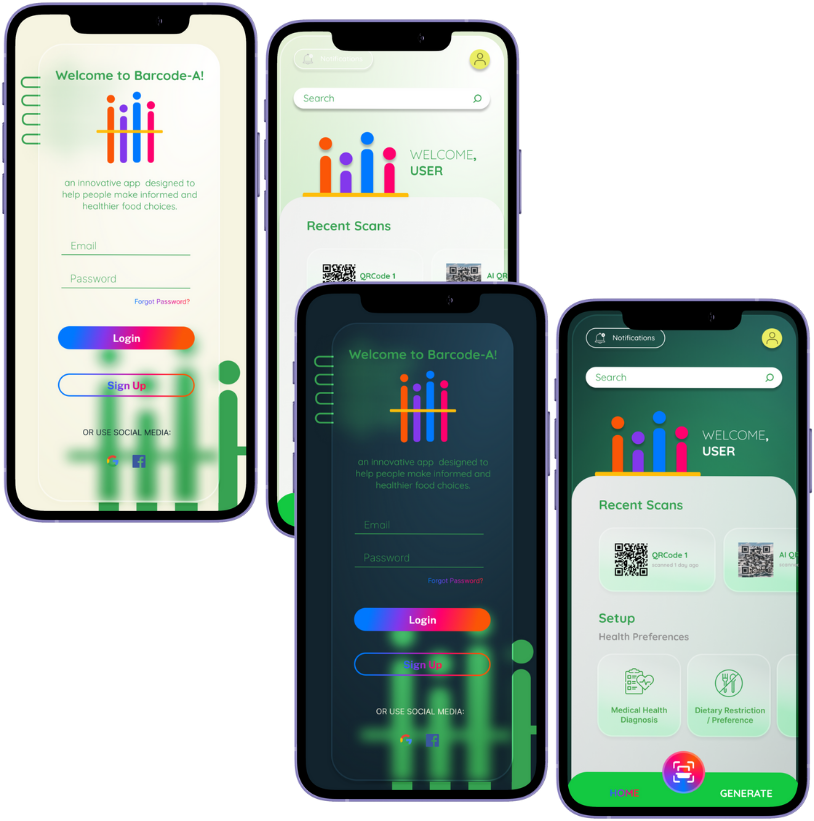 Welcome to Barcode-A!
an innovative app designed to
help people make informed and
healthier food choices.
Email
Password
Forgot Password?
Login
Sign Up
OR USE SOCIAL MEDIA:
Notifications
Search
WELCOME,
USER
Recent Scans
QRCode 1
AI QR
Welcome to Barcode-A!
an innovative app designed to
help people make informed and
healthier food choices.
Email
Password
Forgot Password?
Login
Sign Up
OR USE SOCIAL MEDIA:
Notifications
Search
WELCOME,
USER
Recent Scans
QRCode 1
scanned 1 day ago
AI
Setup
Health Preferences
Medical Health
Diagnosis
Dietary Restriction
/ Preference
HOME
GENERATE